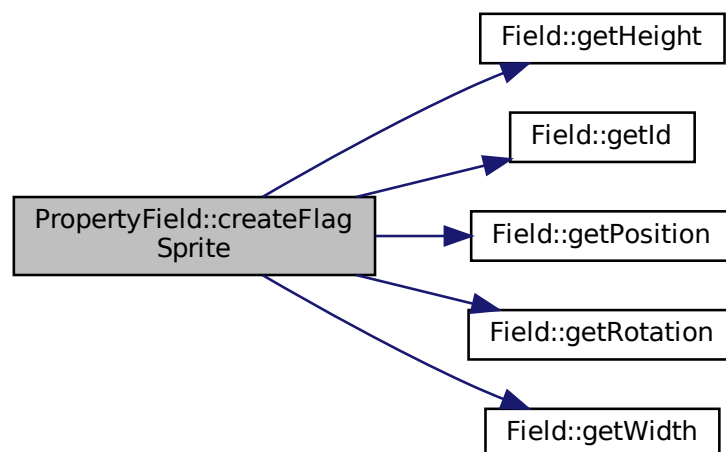 Field::getHeight
Field::getId
PropertyField::createFlag
Sprite
Field::getPosition
Field::getRotation
Field::getWidth